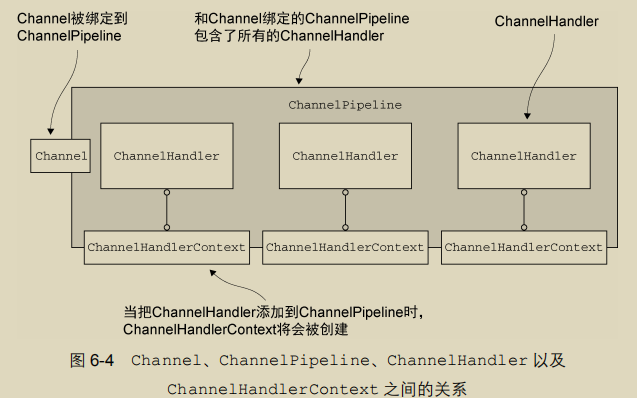 Channel被绑定到
ChannelPipeline
和Channel绑定的ChannelPipeline
包含了所有的ChannelHandler
ChannelHandler
ChannelPipeline
Channel
ChannelHandler
ChannelHandler
ChannelHandler
ChannelHandlerContext
ChannelHandlerContext
ChannelHandlerContext
当把ChannelHandler添加到ChannelPipeline时，
ChannelHandlerContext将会被创建
图 6-4 Channel、ChannelPipeline、ChannelHandler 以及
ChannelHandlerContext 之间的关系